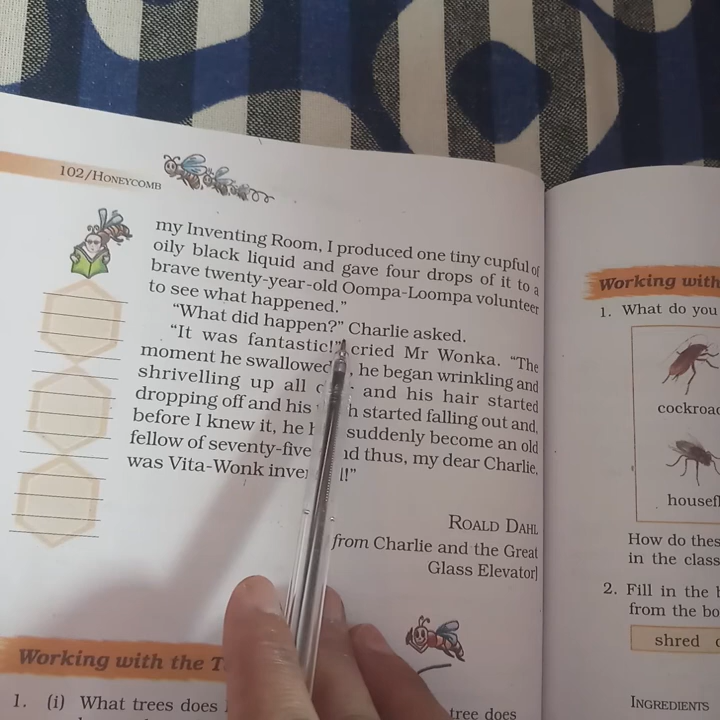 102/HONEYCOMB
my Inventing Room, I produced one tiny cupful of
oily black liquid and gave four drops of it to a
brave twenty-year-old Oompa-Loompa volunteer
to see what happened.”
“What did happen?” Charlie asked.
“It was fantastic!” cried Mr Wonka. “The
moment he swallowed , he began wrinkling and
shrivelling up all and his hair started
dropping off and his started falling out and,
before I knew it, he suddenly become an old
fellow of seventy-five thus, my dear Charlie,
was Vita-Wonk
ROALD DAHL
from Charlie and the Great
Glass Elevator]
Working with the
1. (i) What trees does
tree does
Working with
1. What do you
housefl
How do thes
in the class
2. Fill in the
from the bo
shred
INGREDIENTS